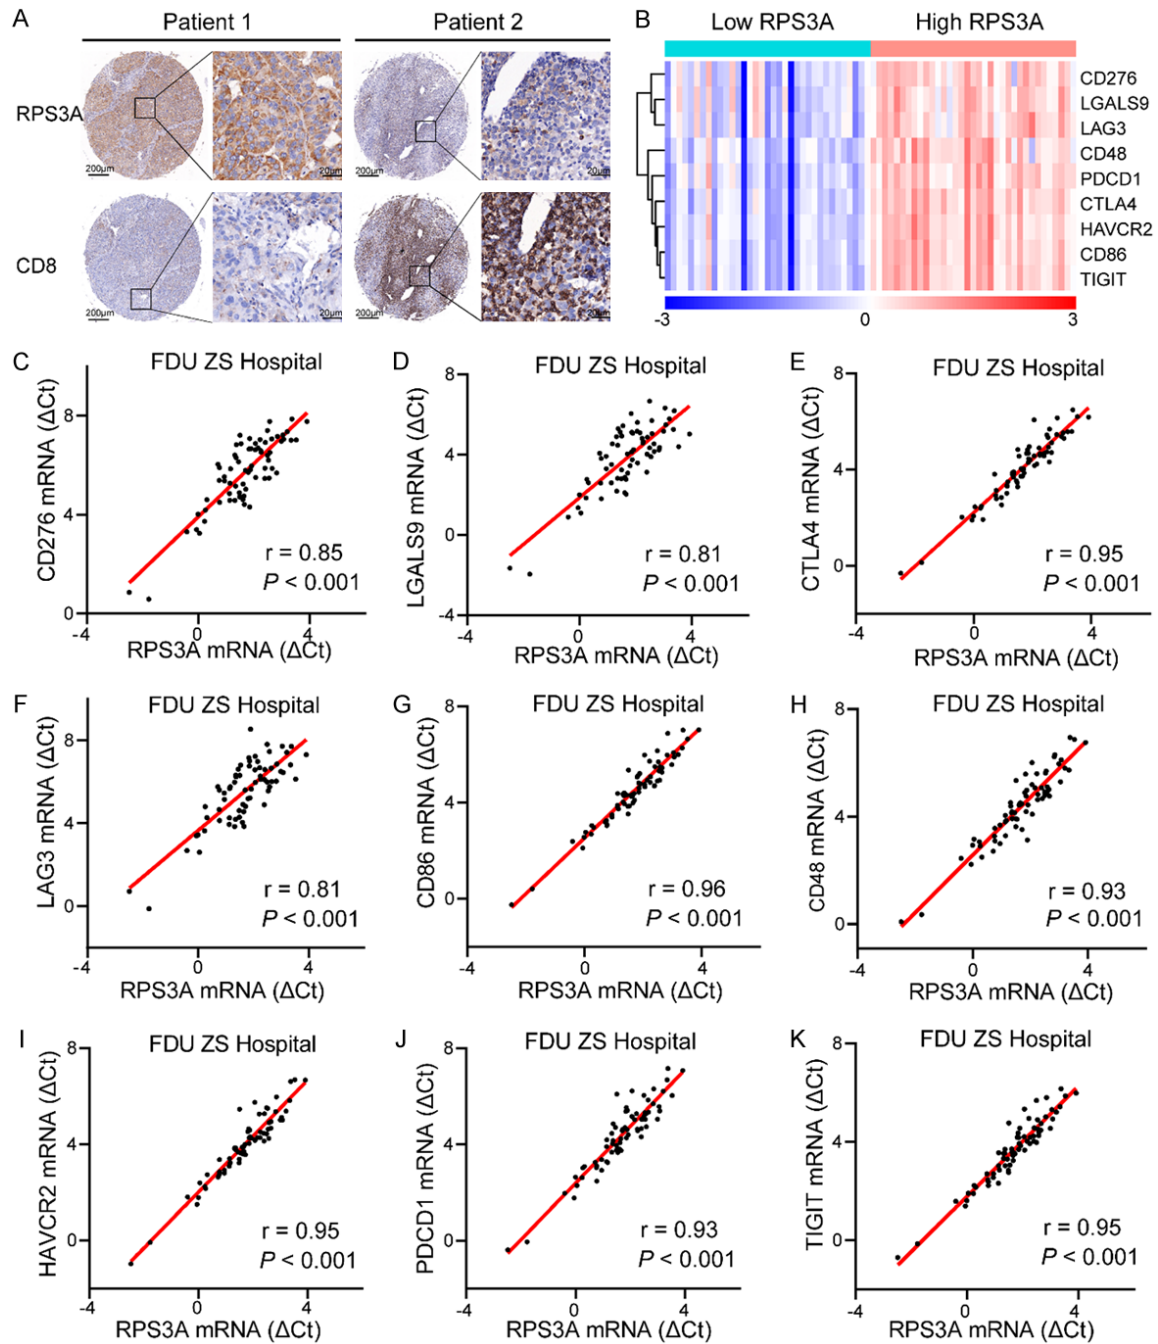 A
Patient 1
Patient 2
RPS3A
200μm
20μm
200μm
20μm
CD8
200μm
20μm
200μm
20μm
B
Low RPS3A
High RPS3A
CD276
LGALS9
LAG3
CD48
PDCD1
CTLA4
HAVCR2
CD86
TIGIT
-3
0
3
C
FDU ZS Hospital
CD276 mRNA (ΔCt)
8
4
0
r = 0.85
P < 0.001
-4
0
4
RPS3A mRNA (ΔCt)
D
FDU ZS Hospital
LGALS9 mRNA (ΔCt)
8
4
0
-4
r = 0.81
P < 0.001
-4
0
4
RPS3A mRNA (ΔCt)
E
FDU ZS Hospital
CTLA4 mRNA (ΔCt)
8
4
0
r = 0.95
P < 0.001
-4
0
4
RPS3A mRNA (ΔCt)
F
FDU ZS Hospital
LAG3 mRNA (ΔCt)
8
4
0
r = 0.81
P < 0.001
-4
0
4
RPS3A mRNA (ΔCt)
G
FDU ZS Hospital
CD86 mRNA (ΔCt)
8
4
0
r = 0.96
P < 0.001
-4
0
4
RPS3A mRNA (ΔCt)
H
FDU ZS Hospital
CD48 mRNA (ΔCt)
8
4
0
r = 0.93
P < 0.001
-4
0
4
RPS3A mRNA (ΔCt)
I
FDU ZS Hospital
HAVCR2 mRNA (ΔCt)
8
4
0
r = 0.95
P < 0.001
-4
0
4
RPS3A mRNA (ΔCt)
J
FDU ZS Hospital
PDCD1 mRNA (ΔCt)
8
4
0
r = 0.93
P < 0.001
-4
0
4
RPS3A mRNA (ΔCt)
K
FDU ZS Hospital
TIGIT mRNA (ΔCt)
8
4
0
r = 0.95
P < 0.001
-4
0
4
RPS3A mRNA (ΔCt)